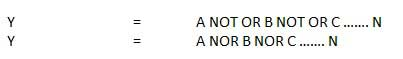 Y = A NOT OR B NOT OR C ....... N
Y = A NOR B NOR C ....... N